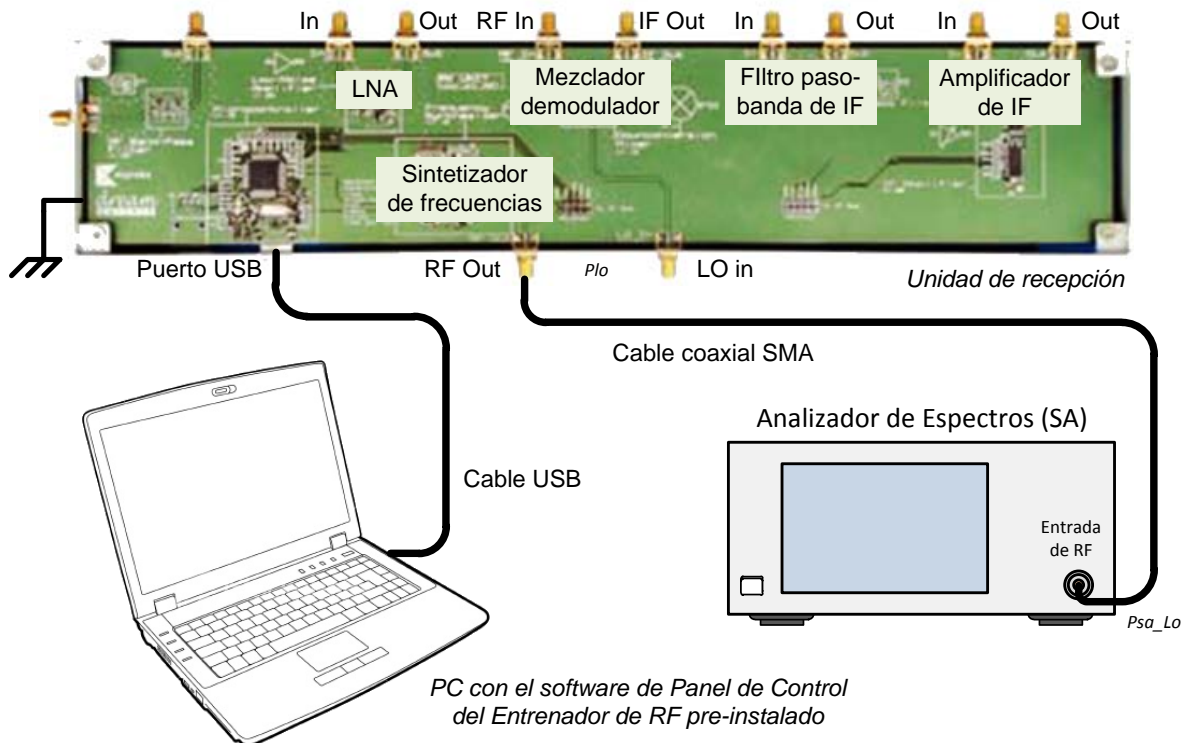 In Out RF In IF Out In Out In Out
LNA
Mezclador
demodulador
FIltro paso-
banda de IF
Amplificador
de IF
Sintetizador
de frecuencias
Puerto USB
RF Out
Plo
LO in
Unidad de recepción
Cable coaxial SMA
Analizador de Espectros (SA)
Cable USB
Entrada
de RF
Psa_Lo
PC con el software de Panel de Control
del Entrenador de RF pre-instalado